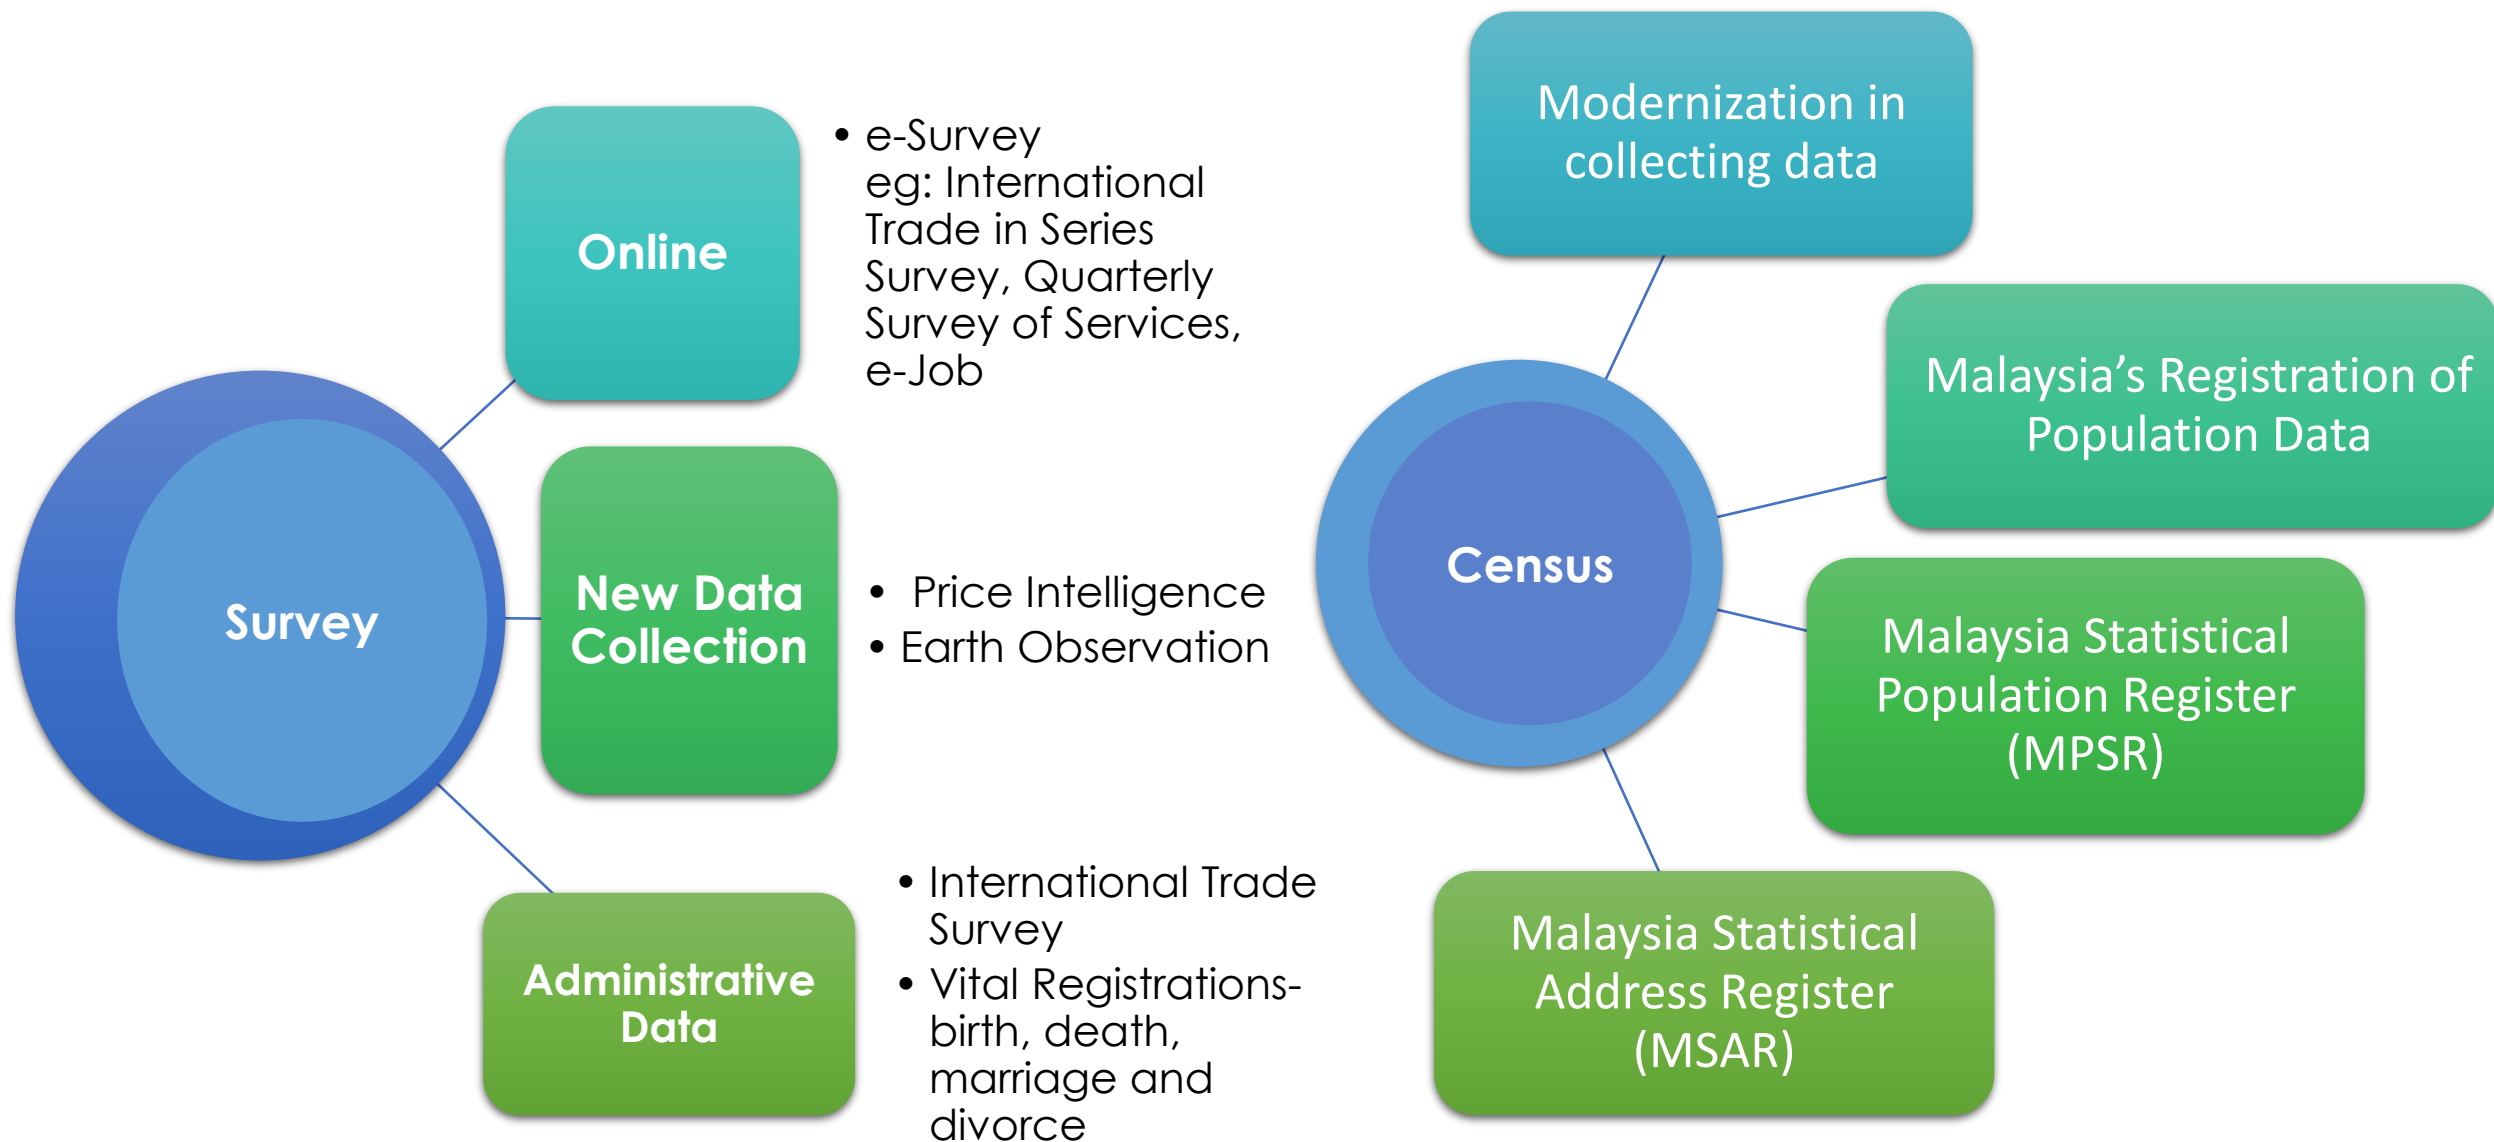 Survey
Online
• e-Survey
eg: International
Trade in Series
Survey, Quarterly
Survey of Services,
e-Job
New Data
Collection
• Price Intelligence
• Earth Observation
Administrative
Data
• International Trade
Survey
• Vital Registrations-
birth, death,
marriage and
divorce
Census
Modernization in
collecting data
Malaysia’s Registration of
Population Data
Malaysia Statistical
Population Register
(MPSR)
Malaysia Statistical
Address Register
(MSAR)